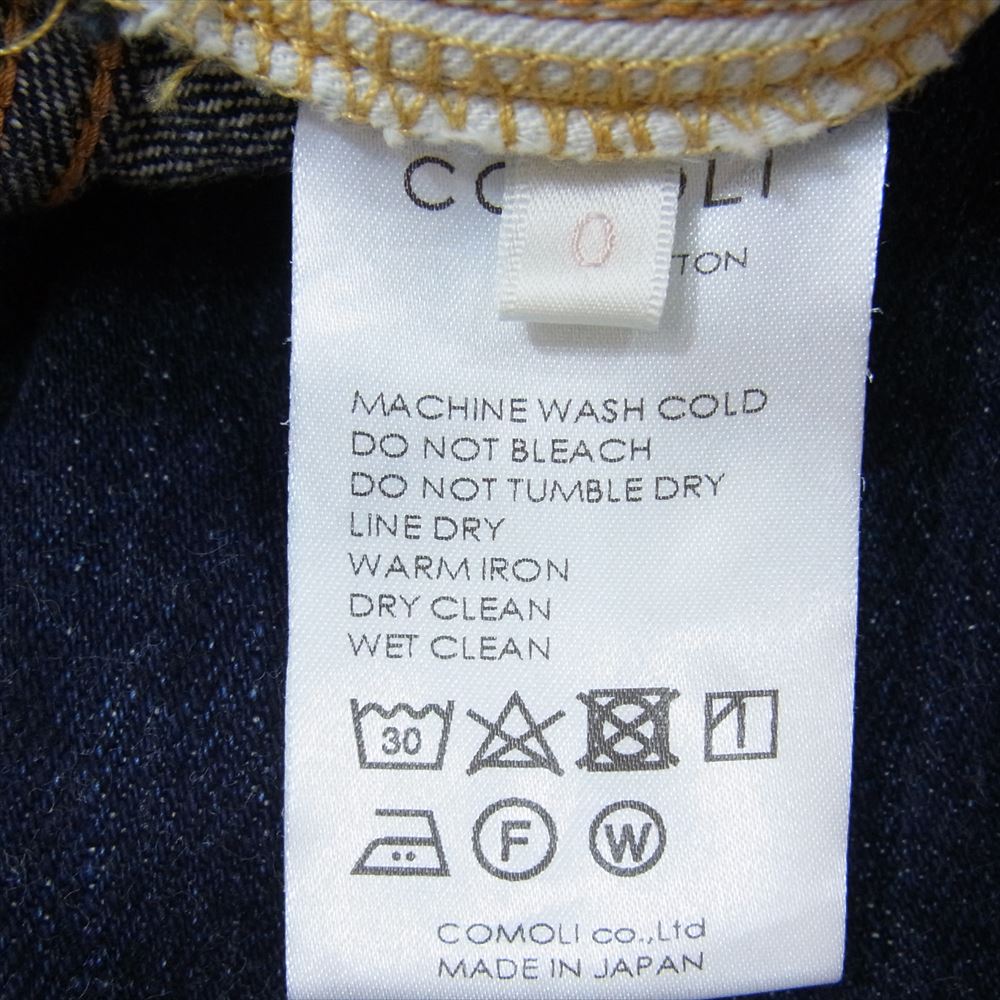 COMOLI
0
MACHINE WASH COLD
DO NOT BLEACH
DO NOT TUMBLE DRY
LINE DRY
WARM IRON
DRY CLEAN
WET CLEAN
30
F W
COMOLI co.,Ltd
MADE IN JAPAN